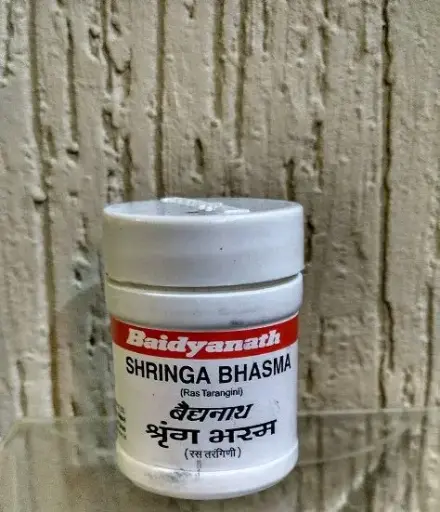 Baidyanath
SHRINGA BHASMA
(Ras Tarangini)
बैद्यनाथ
श्रृंग भस्म
(रस तरंगिणी)